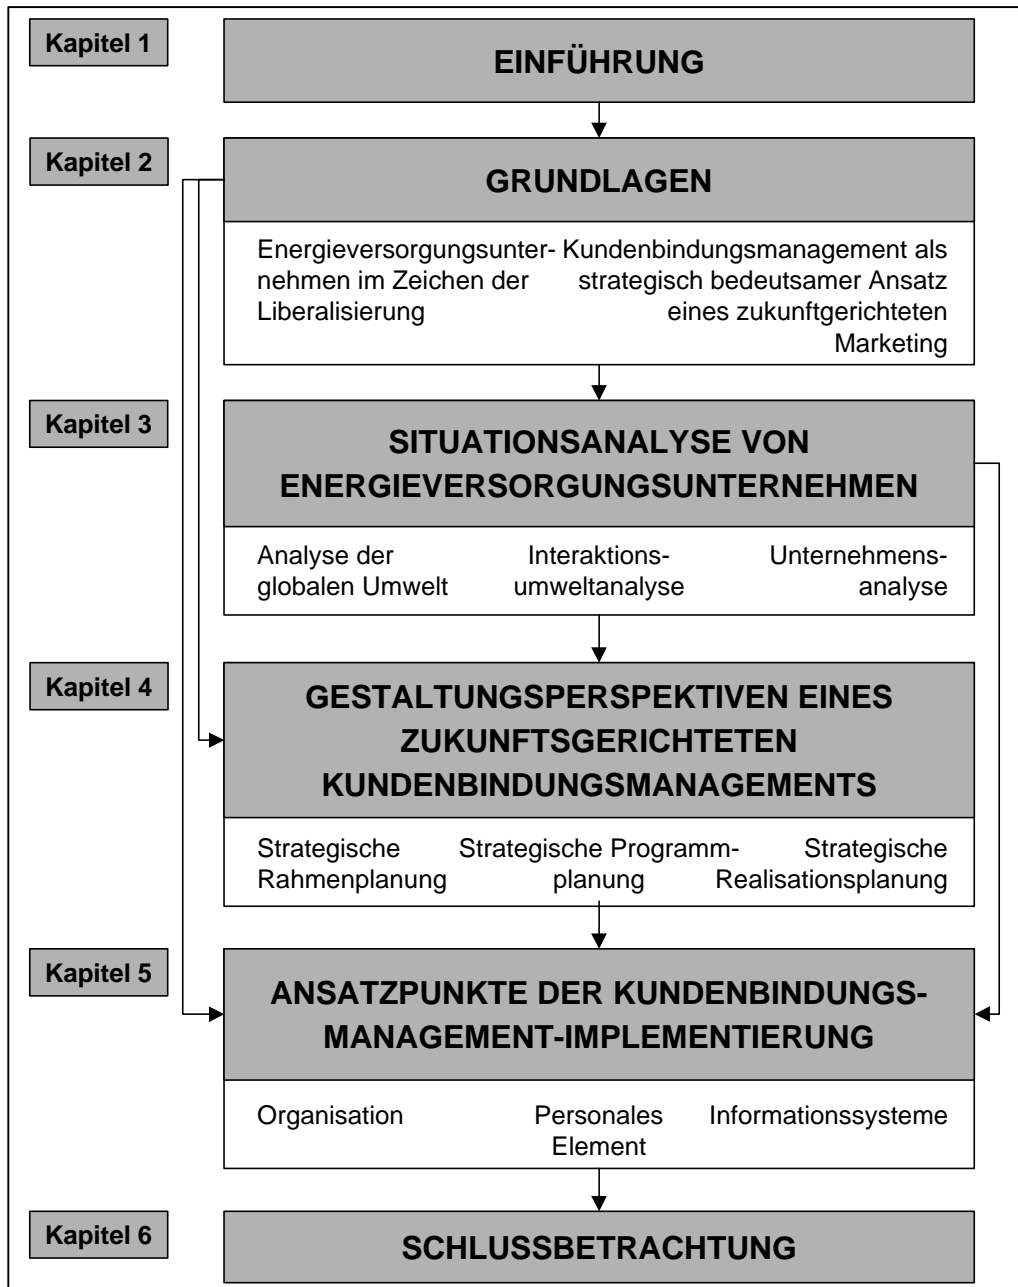 Kapitel 1
EINFÜHRUNG
Kapitel 2
GRUNDLAGEN
Energieversorgungsunter-
nehmen im Zeichen der
Liberalisierung
Kundenbindungsmanagement als
strategisch bedeutsamer Ansatz
eines zukunftgerichteten
Marketing
Kapitel 3
SITUATIONSANALYSE VON
ENERGIEVERSORGUNGSUNTERNEHMEN
Analyse der
globalen Umwelt
Interaktions-
umweltanalyse
Unternehmens-
analyse
Kapitel 4
GESTALTUNGSPERSPEKTIVEN EINES
ZUKUNFTSGERICHTETEN
KUNDENBINDUNGSMANAGEMENTS
Strategische
Rahmenplanung
Strategische Programm-
planung
Strategische
Realisationsplanung
Kapitel 5
ANSATZPUNKTE DER KUNDENBINDUNGS-
MANAGEMENT-IMPLEMENTIERUNG
Organisation
Personales
Element
Informationssysteme
Kapitel 6
SCHLUSSBETRACHTUNG